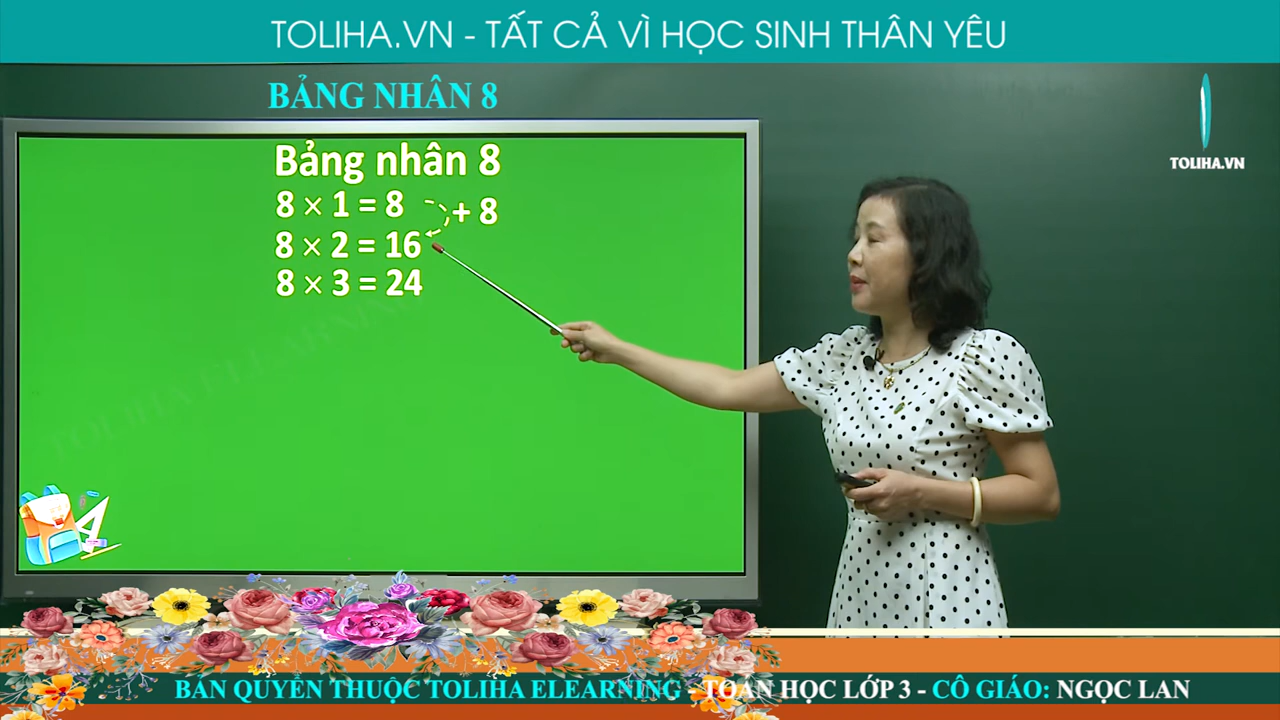 TOLIHA.VN - TẤT CẢ VÌ HỌC SINH THÂN YÊU
BẢNG NHÂN 8
TOLIHA.VN
Bảng nhân 8
8 × 1 = 8
+ 8
8 × 2 = 16
8 × 3 = 24
TOLIHA ELEARNING
BẢN QUYỀN THUỘC TOLIHA ELEARNING - TOÁN HỌC LỚP 3 - CÔ GIÁO: NGỌC LAN